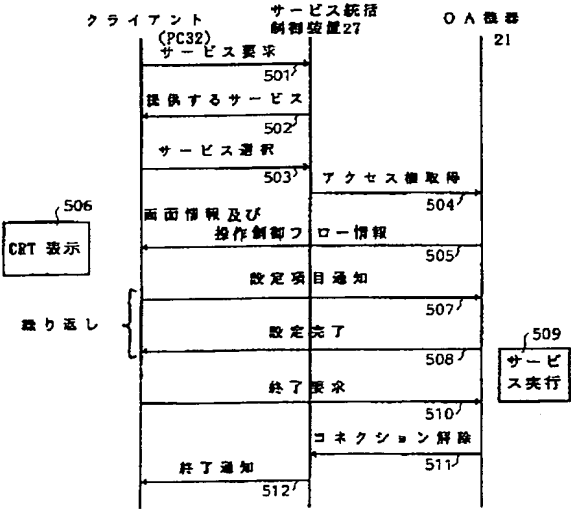 クライアント
(PC32)
サービス統括
制御装置27
OA機器
21
サービス要求
501
提供するサービス
502
サービス選択
503
アクセス権取得
504
画面情報及び
操作制御フロー情報
505
506
CRT 表示
設定項目通知
507
繰り返し
設定完了
508
509
サービ
ス実行
終了要求
510
コネクション解除
511
終了通知
512